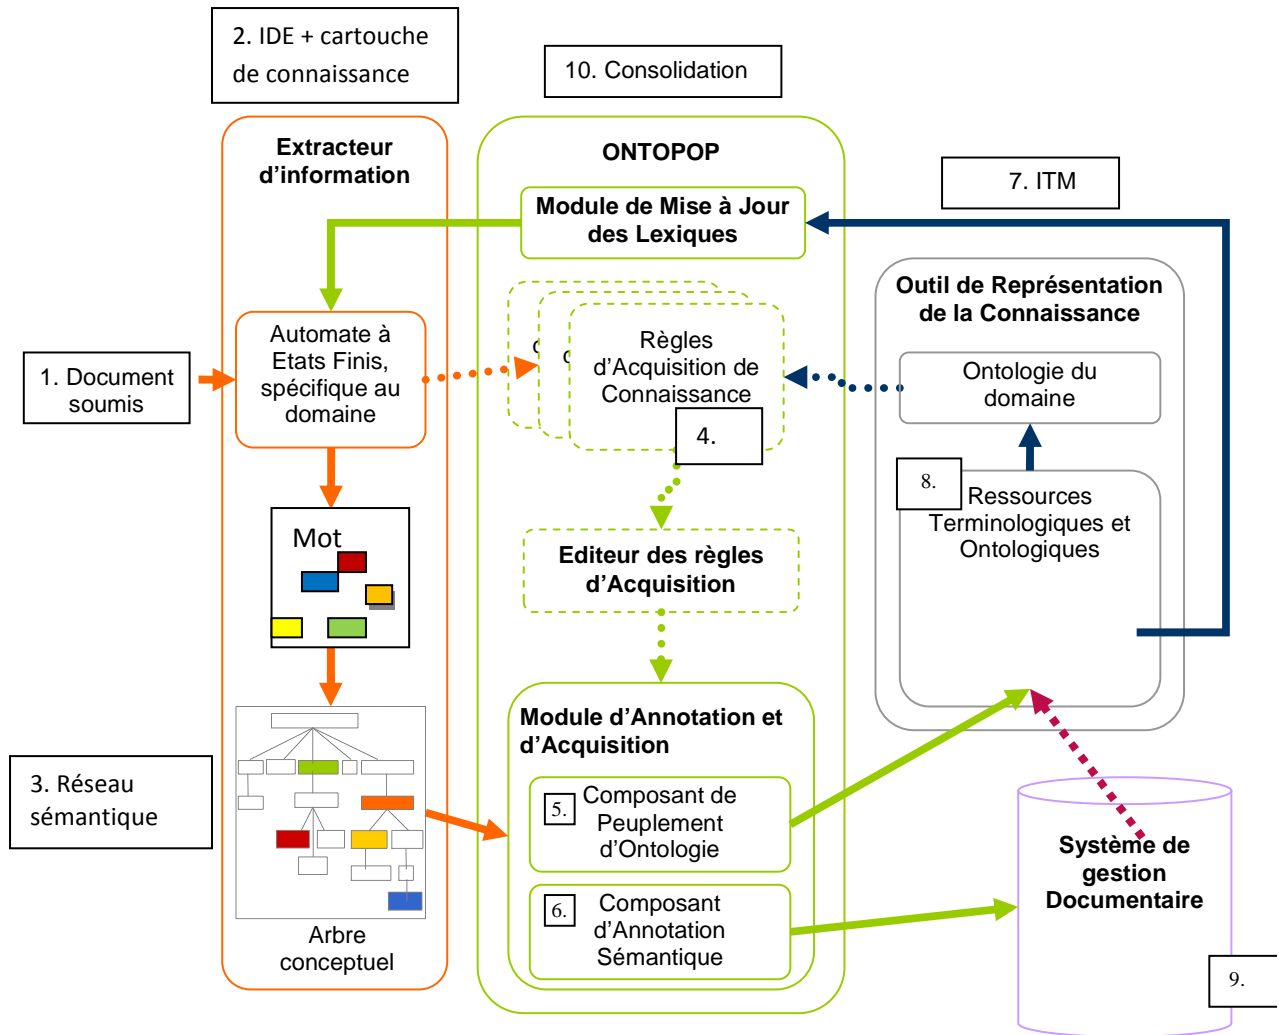 2. IDE + cartouche
de connaissance
10. Consolidation
Extracteur
d'information
ONTOPOP
7. ITM
Module de Mise à Jour
des Lexiques
Outil de Représentation
de la Connaissance
1. Document
soumis
Automate à
Etats Finis,
spécifique au
domaine
Règles
d'Acquisition de
Connaissance
4.
Ontologie du
domaine
8.
Ressources
Terminologiques et
Ontologiques
Mot
Editeur des règles
d'Acquisition
3. Réseau
sémantique
Arbre
conceptuel
Module d'Annotation et
d'Acquisition
5.
Composant de
Peuplement
d'Ontologie
6.
Composant
d'Annotation
Sémantique
Système de
gestion
Documentaire
9.